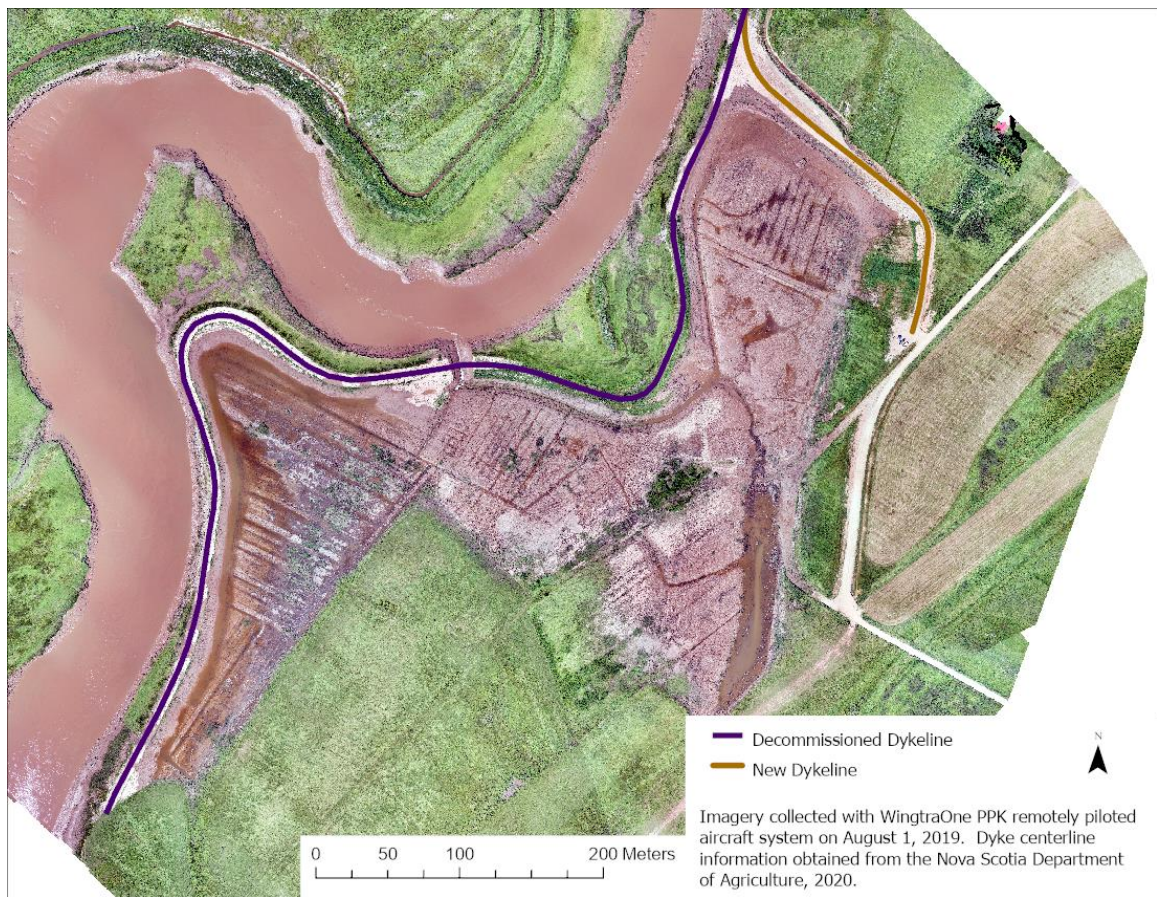 Decommissioned Dykeline
New Dykeline
N
Imagery collected with WingtraOne PPK remotely piloted
aircraft system on August 1, 2019. Dyke centerline
information obtained from the Nova Scotia Department
of Agriculture, 2020.
0 50 100 200 Meters